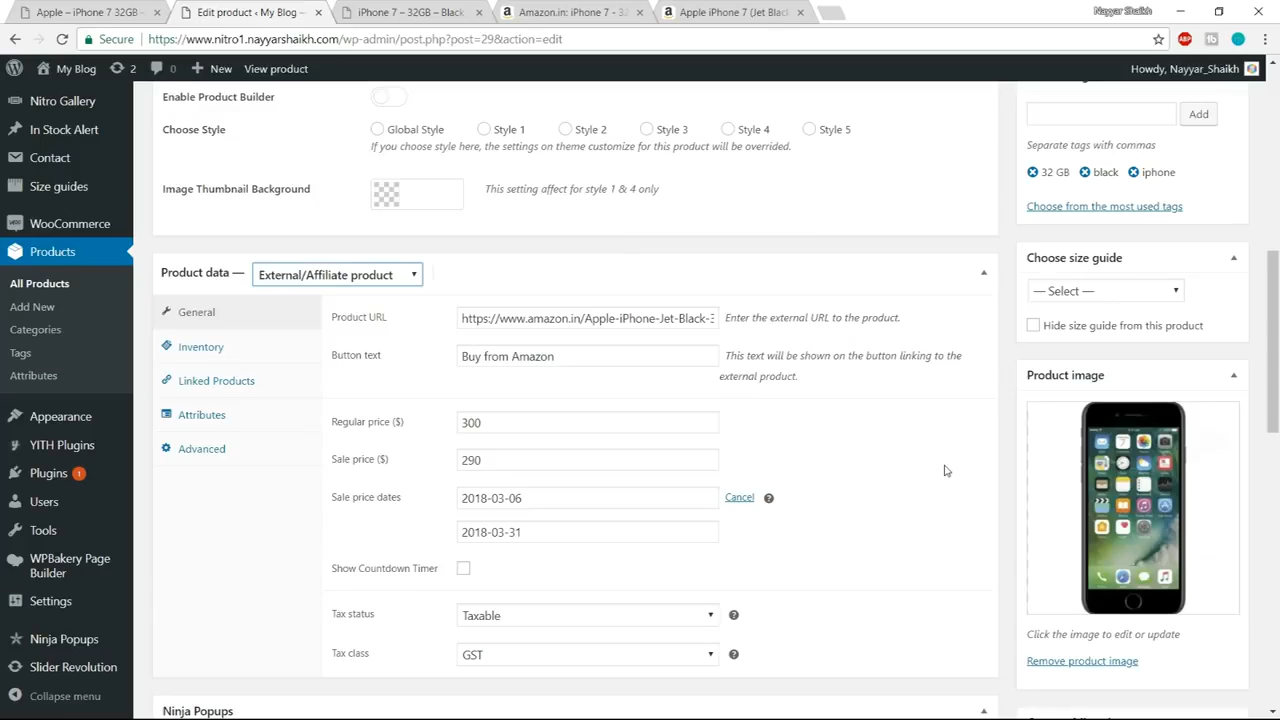 Apple – iPhone 7 32GB -
Edit product ‹ My Blog —
iPhone 7 – 32GB – Black
Amazon.in: iPhone 7 - 32
Apple iPhone 7 (Jet Blac
Nayyar Shaikh
Secure
https://www.nitro1.nayyarshaikh.com/wp-admin/post.php?post=29&action=edit
My Blog
2
0
New
View product
Howdy, Nayyar_Shaikh
Nitro Gallery
In Stock Alert
Contact
Size guides
WooCommerce
Products
All Products
Add New
Categories
Tags
Attributes
Appearance
YITH Plugins
Plugins 1
Users
Tools
WPBakery Page
Builder
Settings
Ninja Popups
Slider Revolution
Collapse menu
Enable Product Builder
Choose Style
Global Style
Style 1
Style 2
Style 3
Style 4
Style 5
If you choose style here, the settings on theme customize for this product will be overrided.
Image Thumbnail Background
This setting affect for style 1 & 4 only
Product data —
External/Affiliate product
General
Inventory
Linked Products
Attributes
Advanced
Product URL
https://www.amazon.in/Apple-iPhone-Jet-Black-3
Enter the external URL to the product.
Button text
Buy from Amazon
This text will be shown on the button linking to the
external product.
Regular price ($)
300
Sale price ($)
290
Sale price dates
2018-03-06
Cancel
2018-03-31
Show Countdown Timer
Tax status
Taxable
Tax class
GST
Ninja Popups
Add
Separate tags with commas
32 GB
black
iphone
Choose from the most used tags
Choose size guide
— Select —
Hide size guide from this product
Product image
Click the image to edit or update
Remove product image